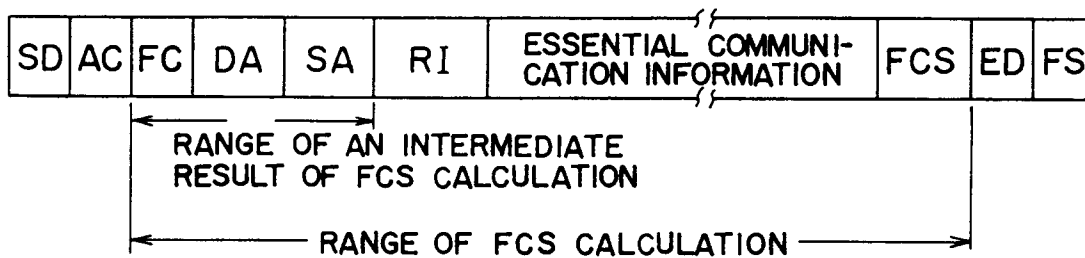 SD AC FC DA SA RI ESSENTIAL COMMUNI- FCS ED FS
CATION INFORMATION
RANGE OF AN INTERMEDIATE
RESULT OF FCS CALCULATION
RANGE OF FCS CALCULATION